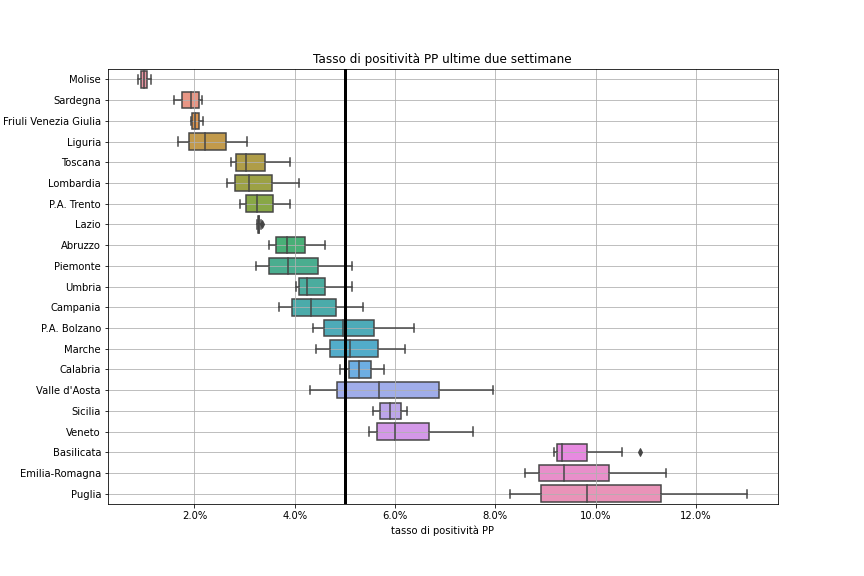 Tasso di positività PP ultime due settimane
Molise
Sardegna
Friuli Venezia Giulia
Liguria
Toscana
Lombardia
P.A. Trento
Lazio
Abruzzo
Piemonte
Umbria
Campania
P.A. Bolzano
Marche
Calabria
Valle d'Aosta
Sicilia
Veneto
Basilicata
Emilia-Romagna
Puglia
2.0% 4.0% 6.0% 8.0% 10.0% 12.0%
tasso di positività PP